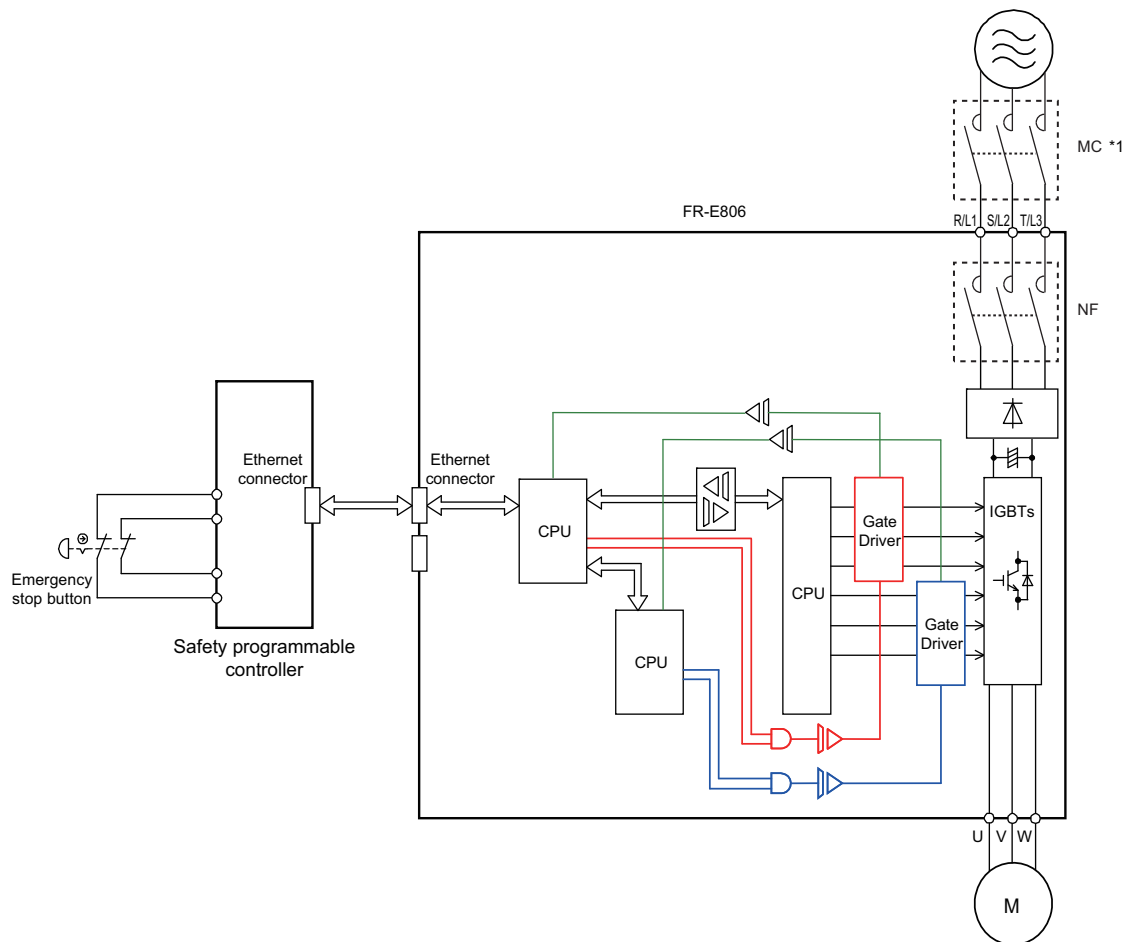 MC *1
FR-E806
R/L1 S/L2 T/L3
NF
Ethernet
connector
Ethernet
connector
CPU
Gate
Driver
IGBTs
Emergency
stop button
CPU
Gate
Driver
CPU
Safety programmable
controller
U V W
M